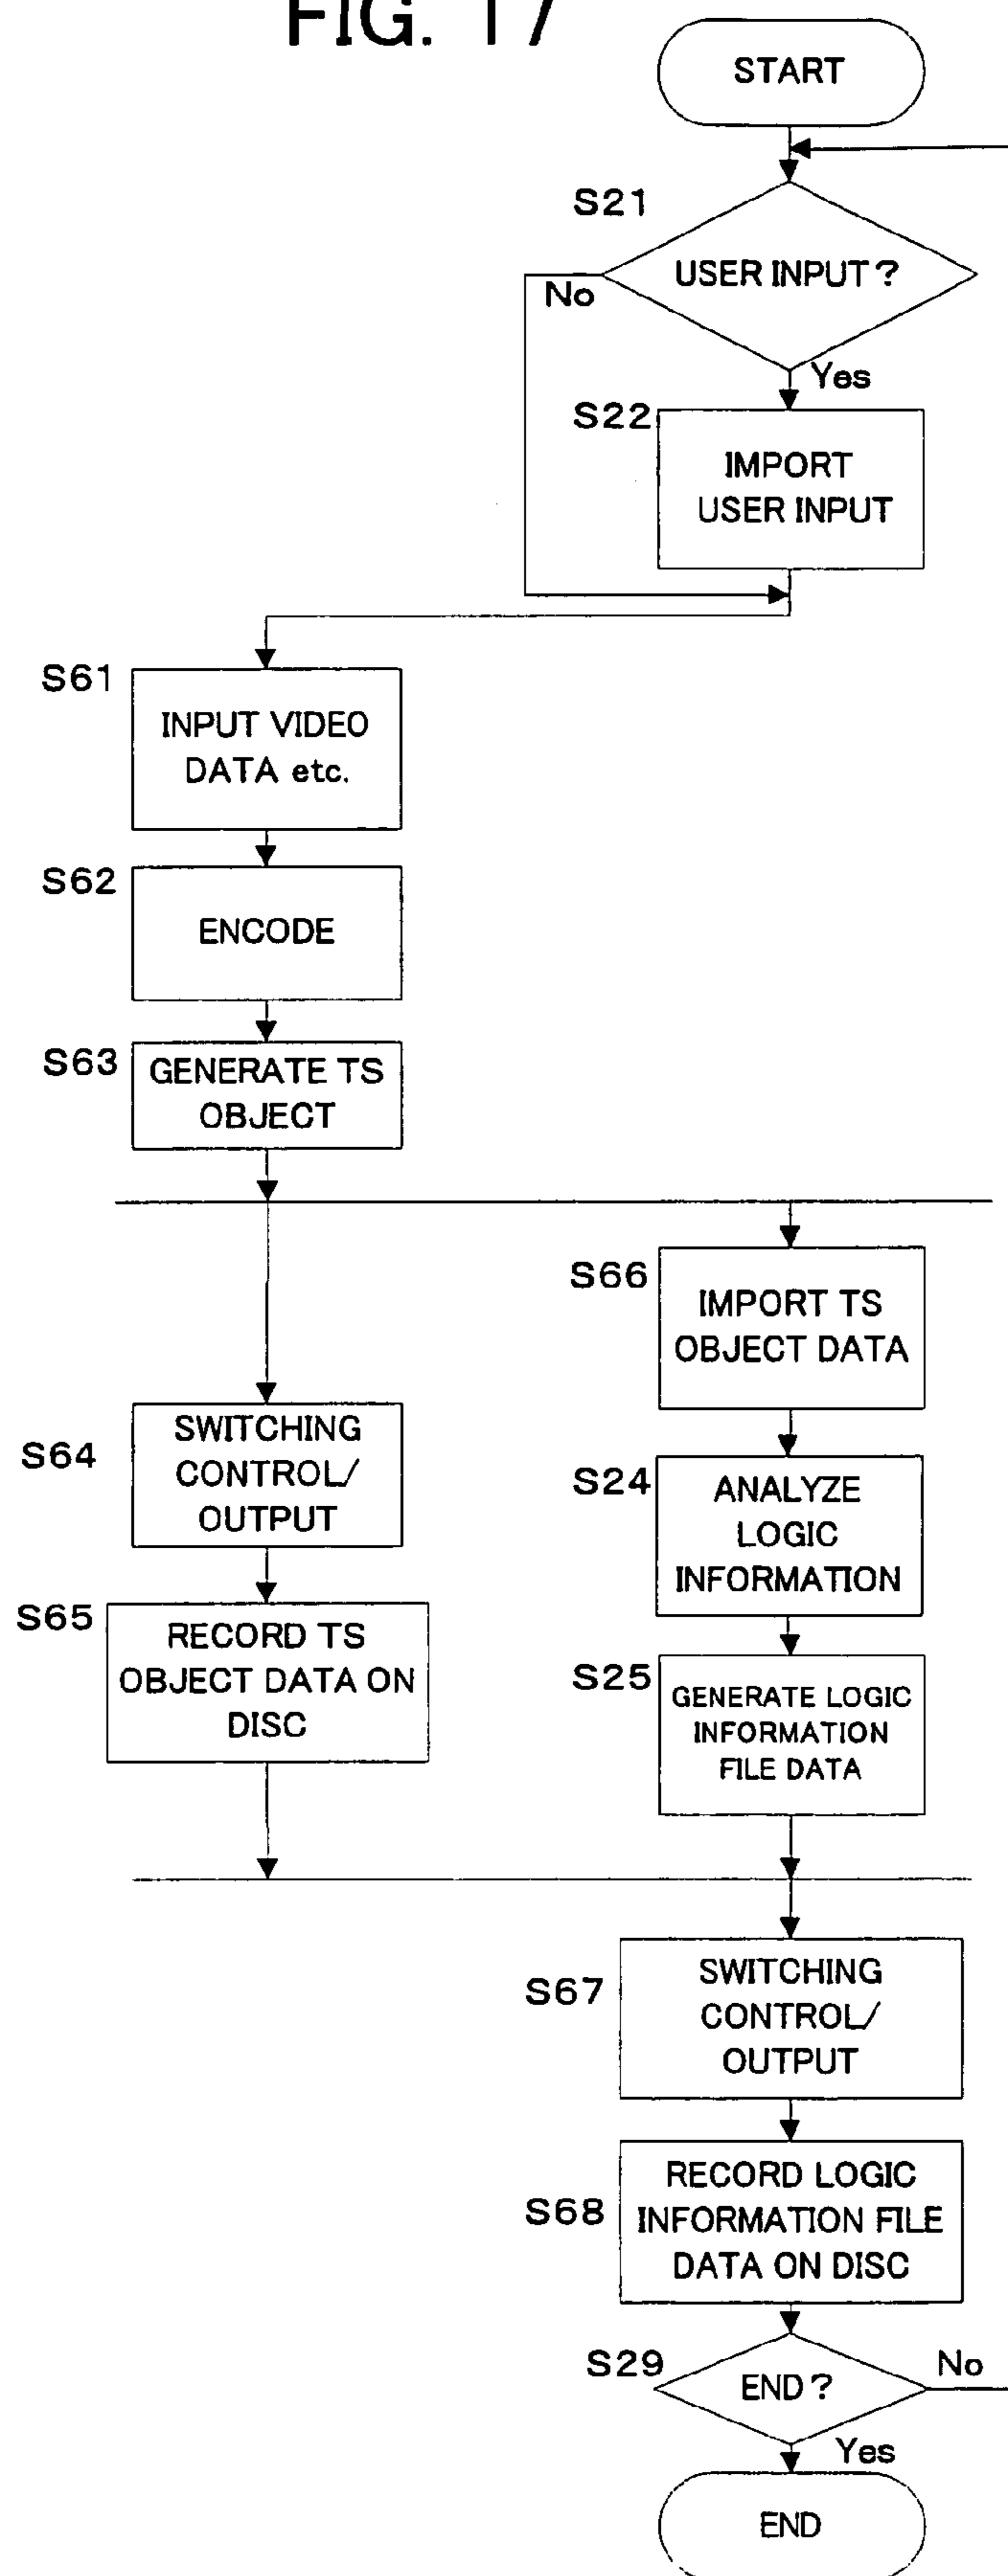 FIG. 17
START
S21
USER INPUT?
No
Yes
S22
IMPORT
USER INPUT
S61
INPUT VIDEO
DATA etc.
S62
ENCODE
S63
GENERATE TS
OBJECT
S66
IMPORT TS
OBJECT DATA
S64
SWITCHING
CONTROL/
OUTPUT
S24
ANALYZE
LOGIC
INFORMATION
S65
RECORD TS
OBJECT DATA ON
DISC
S25
GENERATE LOGIC
INFORMATION
FILE DATA
S67
SWITCHING
CONTROL/
OUTPUT
S68
RECORD LOGIC
INFORMATION FILE
DATA ON DISC
S29
END?
No
Yes
END